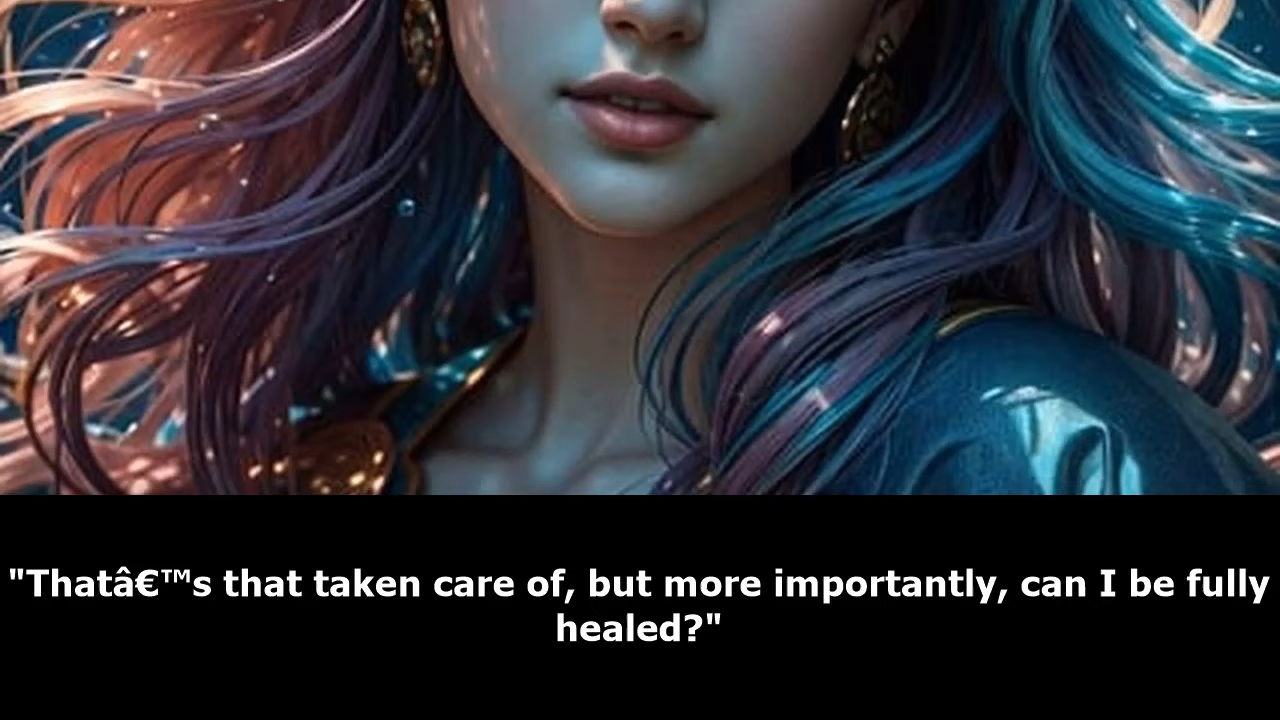 "Thatâ€™s that taken care of, but more importantly, can I be fully
healed?"